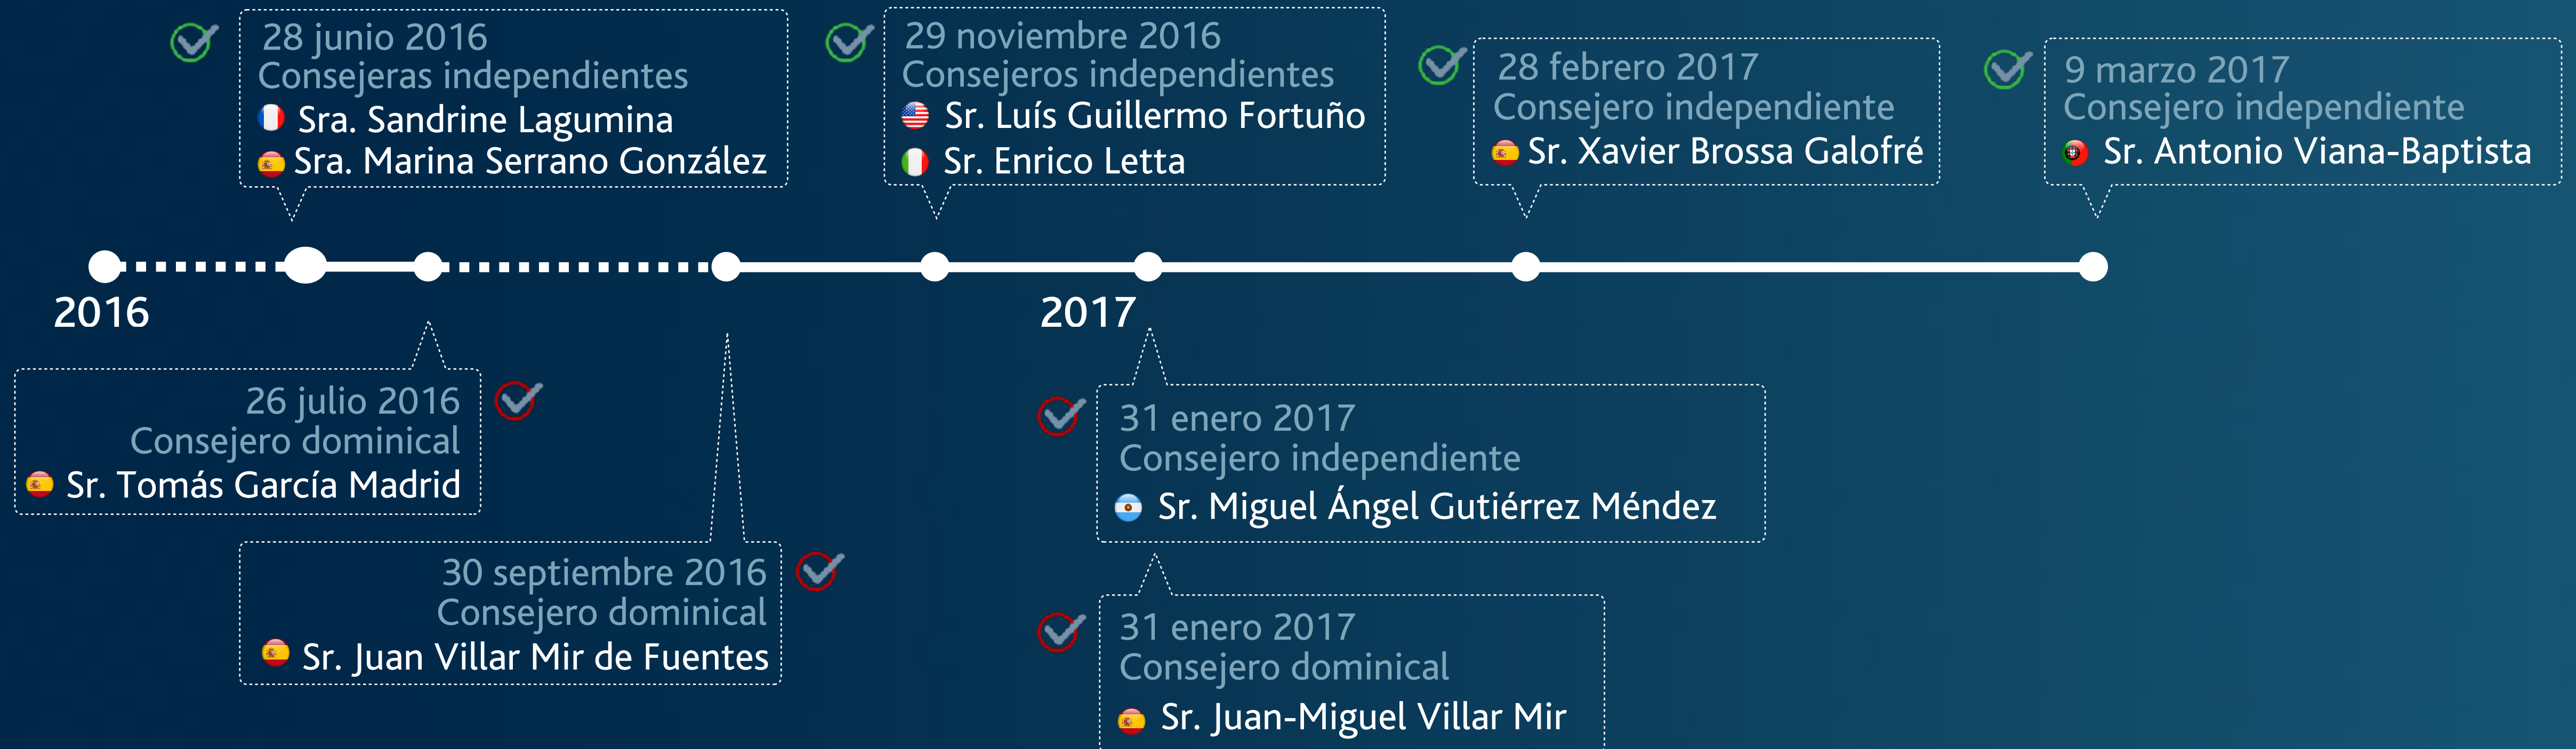 28 junio 2016
Consejeras independientes
Sra. Sandrine Lagumina
Sra. Marina Serrano González
29 noviembre 2016
Consejeros independientes
Sr. Luís Guillermo Fortuño
Sr. Enrico Letta
28 febrero 2017
Consejero independiente
Sr. Xavier Brossa Galofré
9 marzo 2017
Consejero independiente
Sr. Antonio Viana-Baptista
2016
2017
26 julio 2016
Consejero dominical
Sr. Tomás García Madrid
30 septiembre 2016
Consejero dominical
Sr. Juan Villar Mir de Fuentes
31 enero 2017
Consejero independiente
Sr. Miguel Ángel Gutiérrez Méndez
31 enero 2017
Consejero dominical
Sr. Juan-Miguel Villar Mir